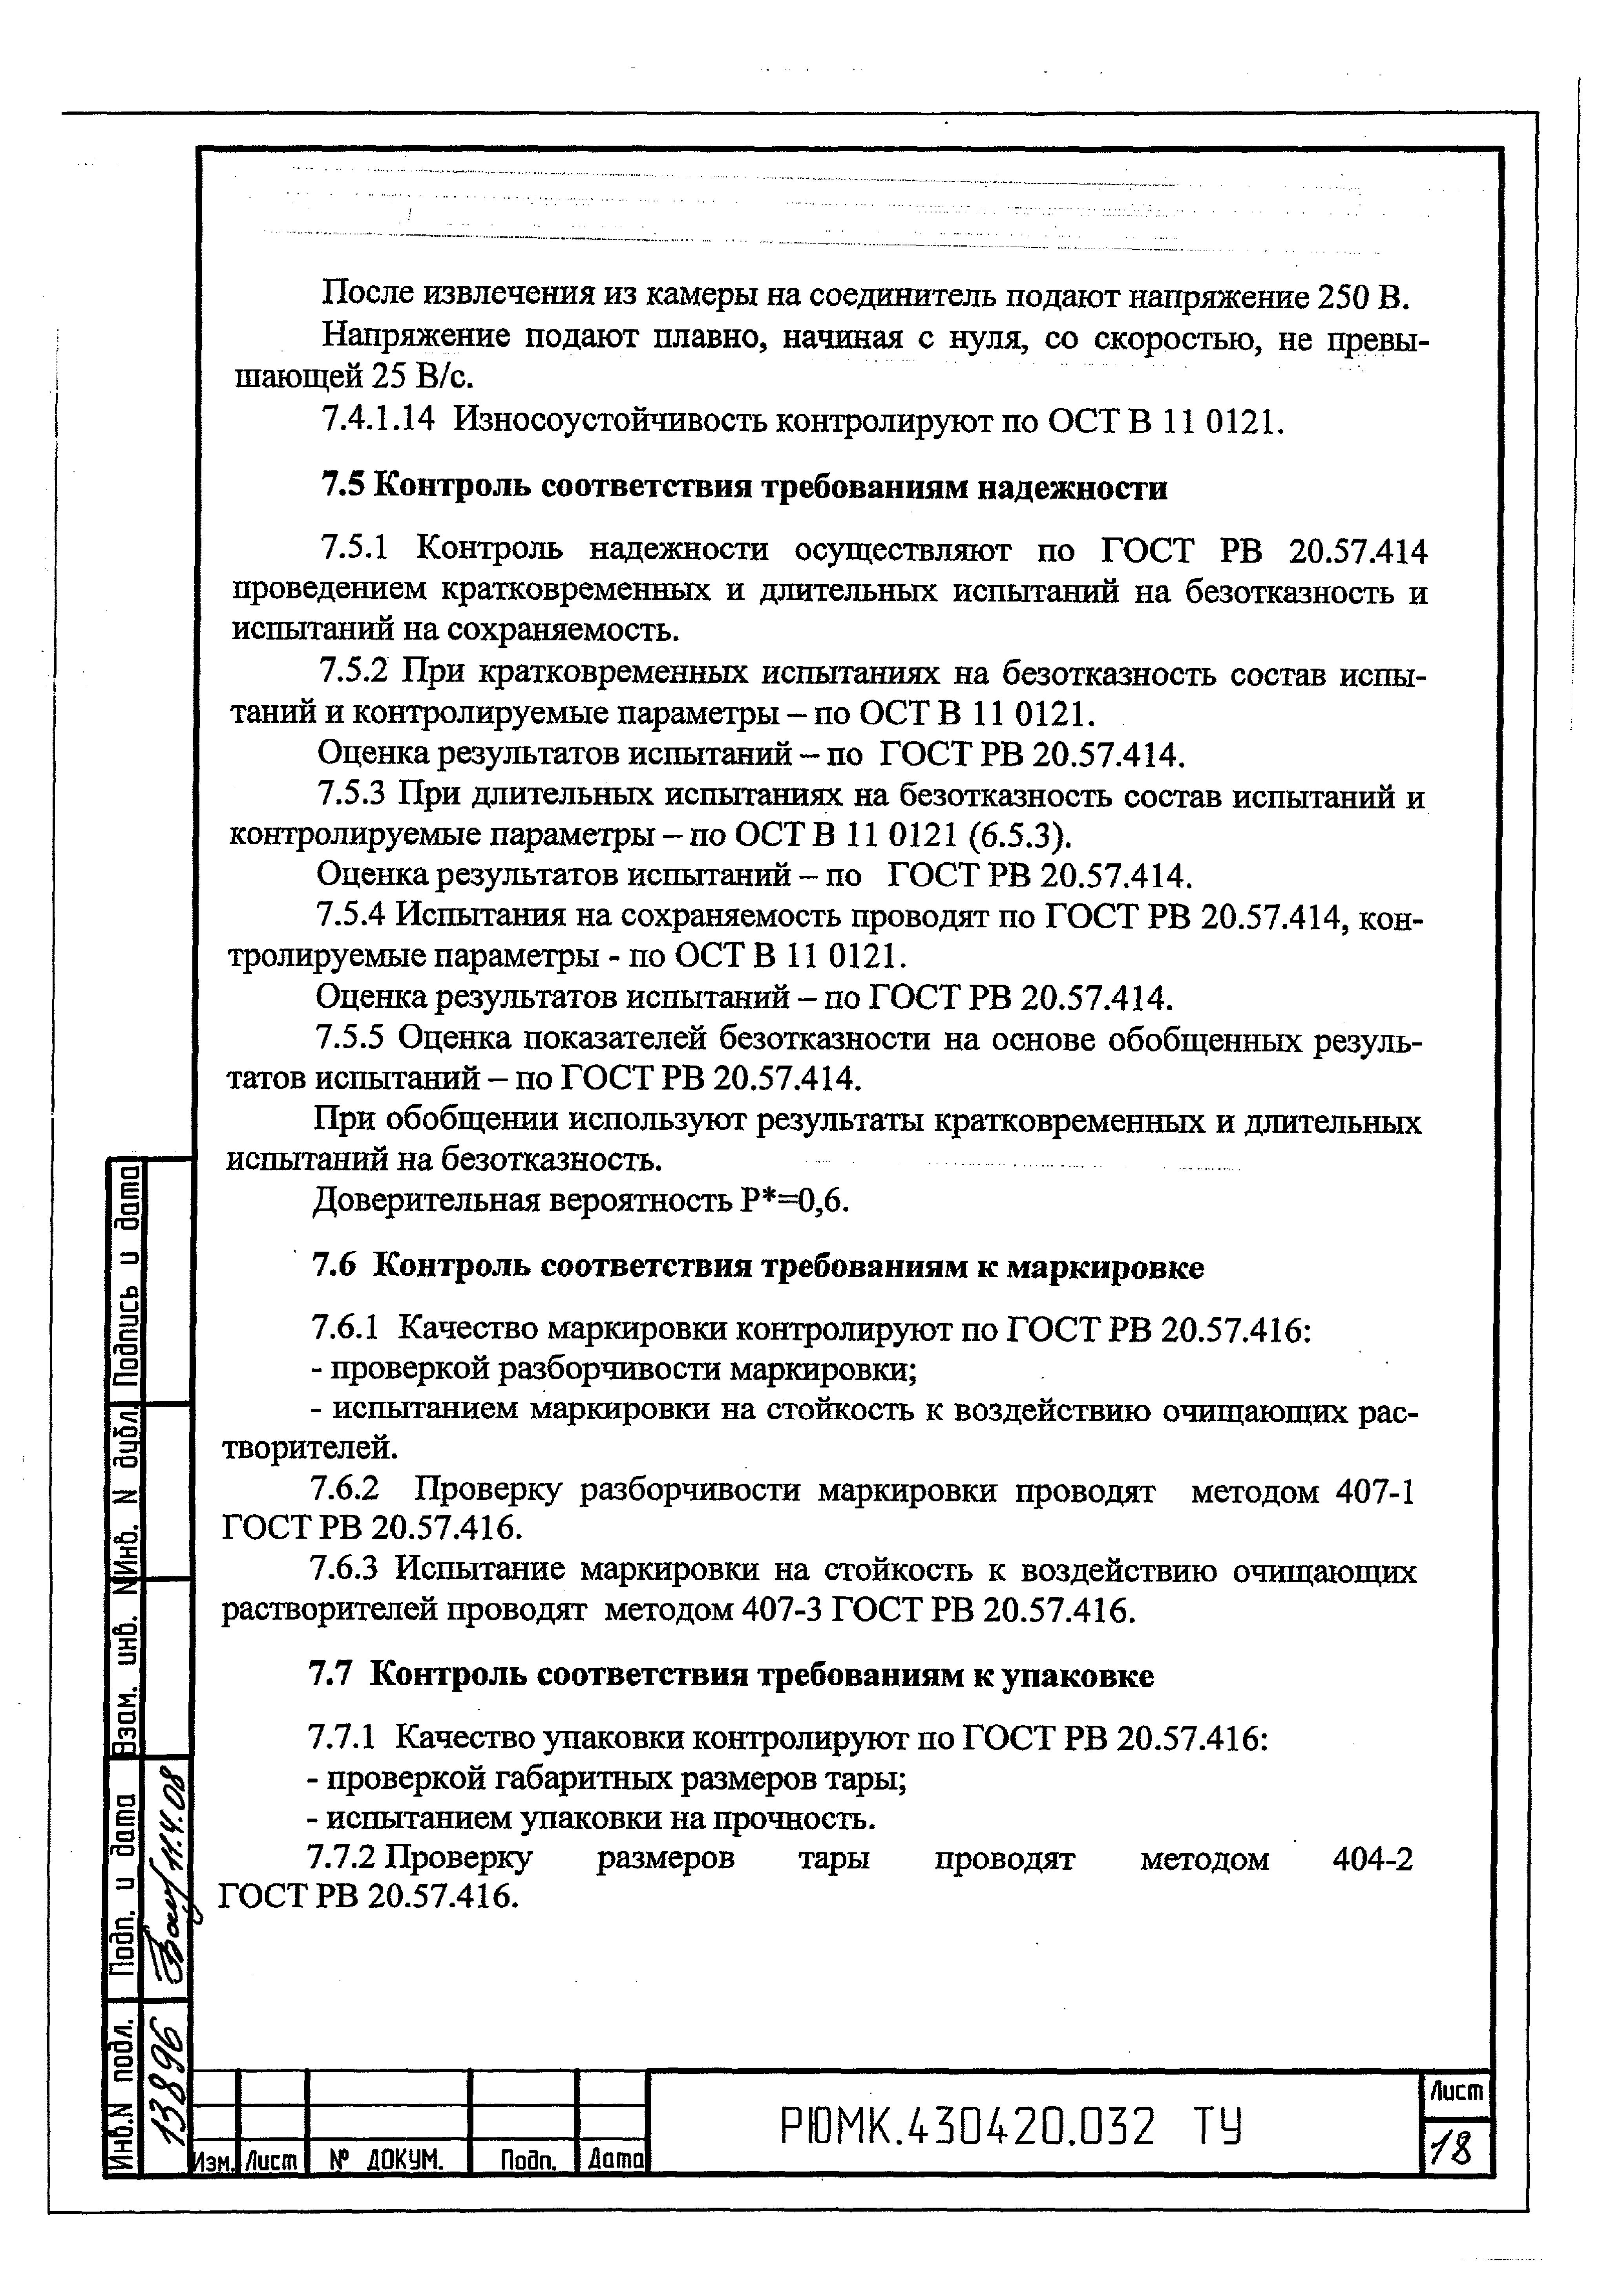 После извлечения из камеры на соединитель подают напряжение 250 В.
Напряжение подают плавно, начиная с нуля, со скоростью, не превы-
шающей 25 В/с.
7.4.1.14 Износоустойчивость контролируют по ОСТ В 11 0121.
7.5 Контроль соответствия требованиям надежности
7.5.1 Контроль надежности осуществляют по ГОСТ РВ 20.57.414
проведением кратковременных и длительных испытаний на безотказность и
испытаний на сохраняемость.
7.5.2 При кратковременных испытаниях на безотказность состав испы-
таний и контролируемые параметры – по ОСТ В 11 0121.
Оценка результатов испытаний – по ГОСТ РВ 20.57.414.
7.5.3 При длительных испытаниях на безотказность состав испытаний и
контролируемые параметры – по ОСТ В 11 0121 (6.5.3).
Оценка результатов испытаний – по ГОСТ РВ 20.57.414.
7.5.4 Испытания на сохраняемость проводят по ГОСТ РВ 20.57.414, кон-
тролируемые параметры - по ОСТ В 11 0121.
Оценка результатов испытаний – по ГОСТ РВ 20.57.414.
7.5.5 Оценка показателей безотказности на основе обобщенных резуль-
татов испытаний – по ГОСТ РВ 20.57.414.
При обобщении используют результаты кратковременных и длительных
испытаний на безотказность.
Доверительная вероятность Р*=0,6.
7.6 Контроль соответствия требованиям к маркировке
7.6.1 Качество маркировки контролируют по ГОСТ РВ 20.57.416:
- проверкой разборчивости маркировки;
- испытанием маркировки на стойкость к воздействию очищающих рас-
творителей.
7.6.2 Проверку разборчивости маркировки проводят методом 407-1
ГОСТ РВ 20.57.416.
7.6.3 Испытание маркировки на стойкость к воздействию очищающих
растворителей проводят методом 407-3 ГОСТ РВ 20.57.416.
7.7 Контроль соответствия требованиям к упаковке
7.7.1 Качество упаковки контролируют по ГОСТ РВ 20.57.416:
- проверкой габаритных размеров тары;
- испытанием упаковки на прочность.
7.7.2 Проверку размеров тары проводят методом 404-2
ГОСТ РВ 20.57.416.
Подпись и дата
Инв. N дубл.
Взам. инв. N
Подп. и дата
11.4.08
Инв.N подл.
13896
Изм. Лист № ДОКУМ. Подп. Дата
РЮМК.430420.032 ТУ
Лист
18